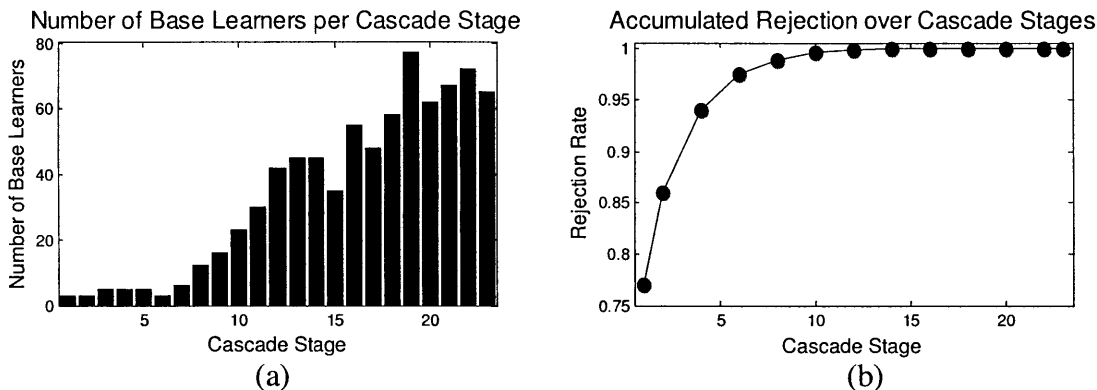 Number of Base Learners per Cascade Stage
80
60
40
20
0
Number of Base Learners
5
10
15
20
Cascade Stage
(a)
Accumulated Rejection over Cascade Stages
1
0.95
0.9
0.85
0.8
0.75
Rejection Rate
5
10
15
20
Cascade Stage
(b)